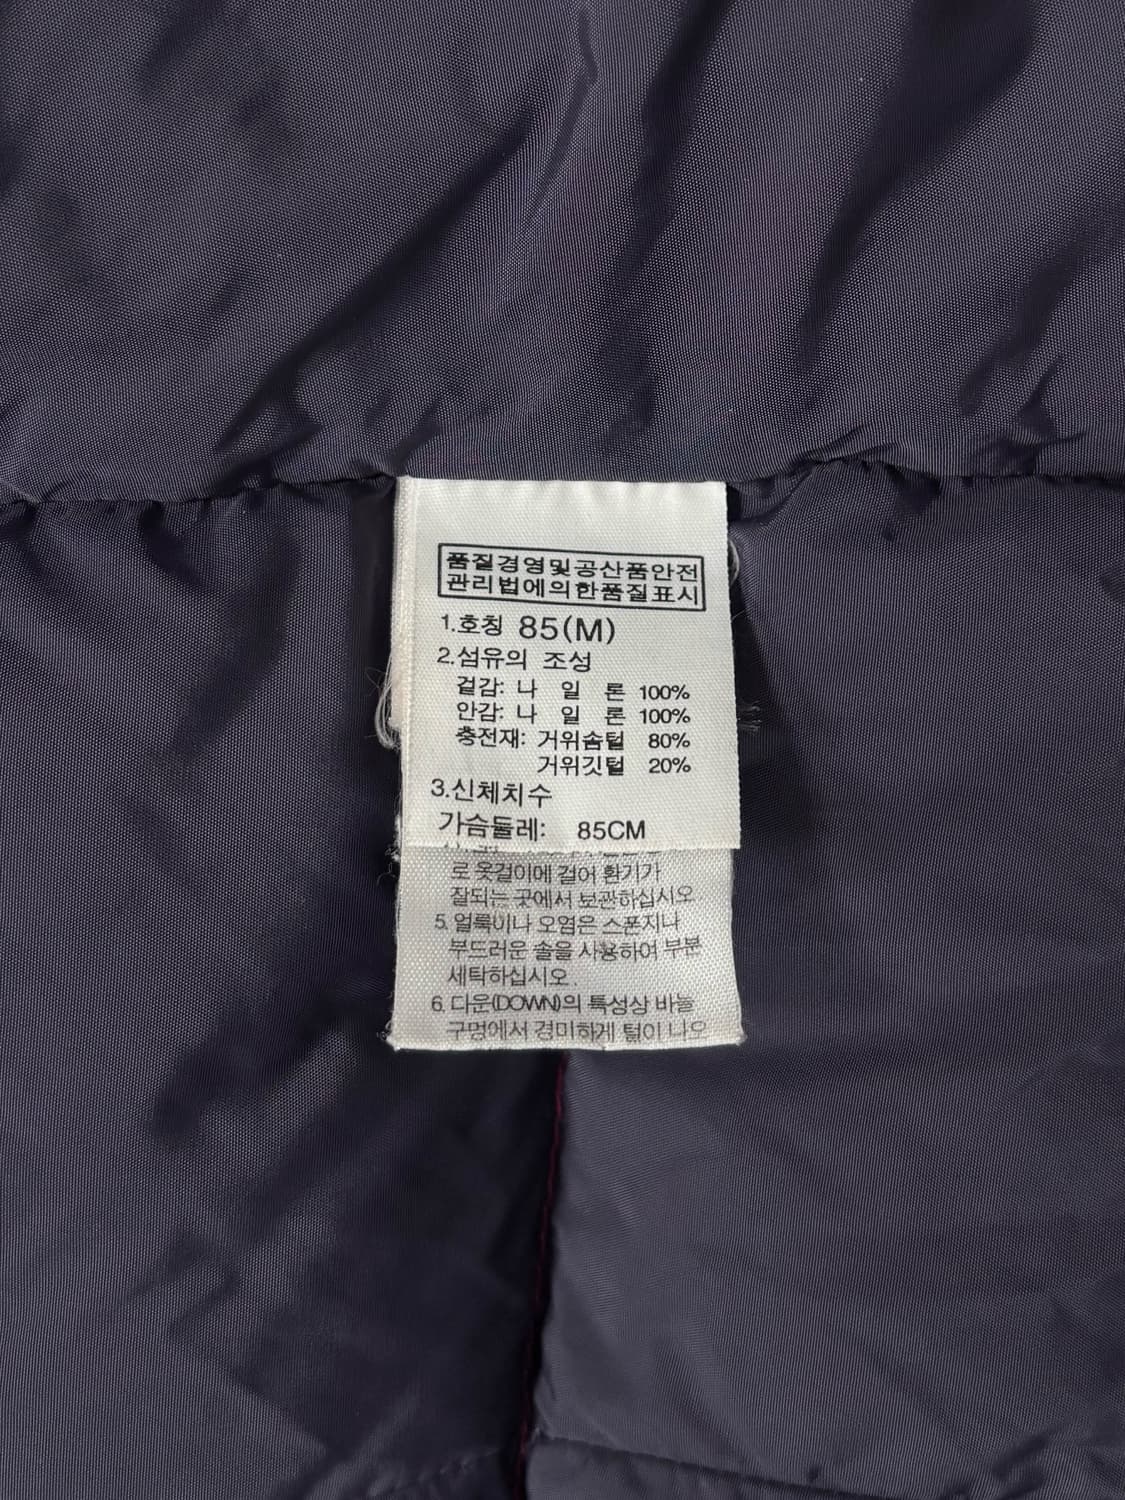 품질경영및공산품안전
관리법에의한품질표시
1.호칭 85(M)
2.섬유의 조성
겉감: 나 일 론 100%
안감: 나 일 론 100%
충전재: 거위솜털 80%
거위깃털 20%
3.신체치수
가슴둘레: 85CM
로 옷걸이에 걸어 환기가
잘되는 곳에서 보관하십시오
5. 얼룩이나 오염은 스폰지나
부드러운 솔을 사용하여 부분
세탁하십시오.
6. 다운(DOWN)의 특성상 바늘
구멍에서 경미하게 털이 나오